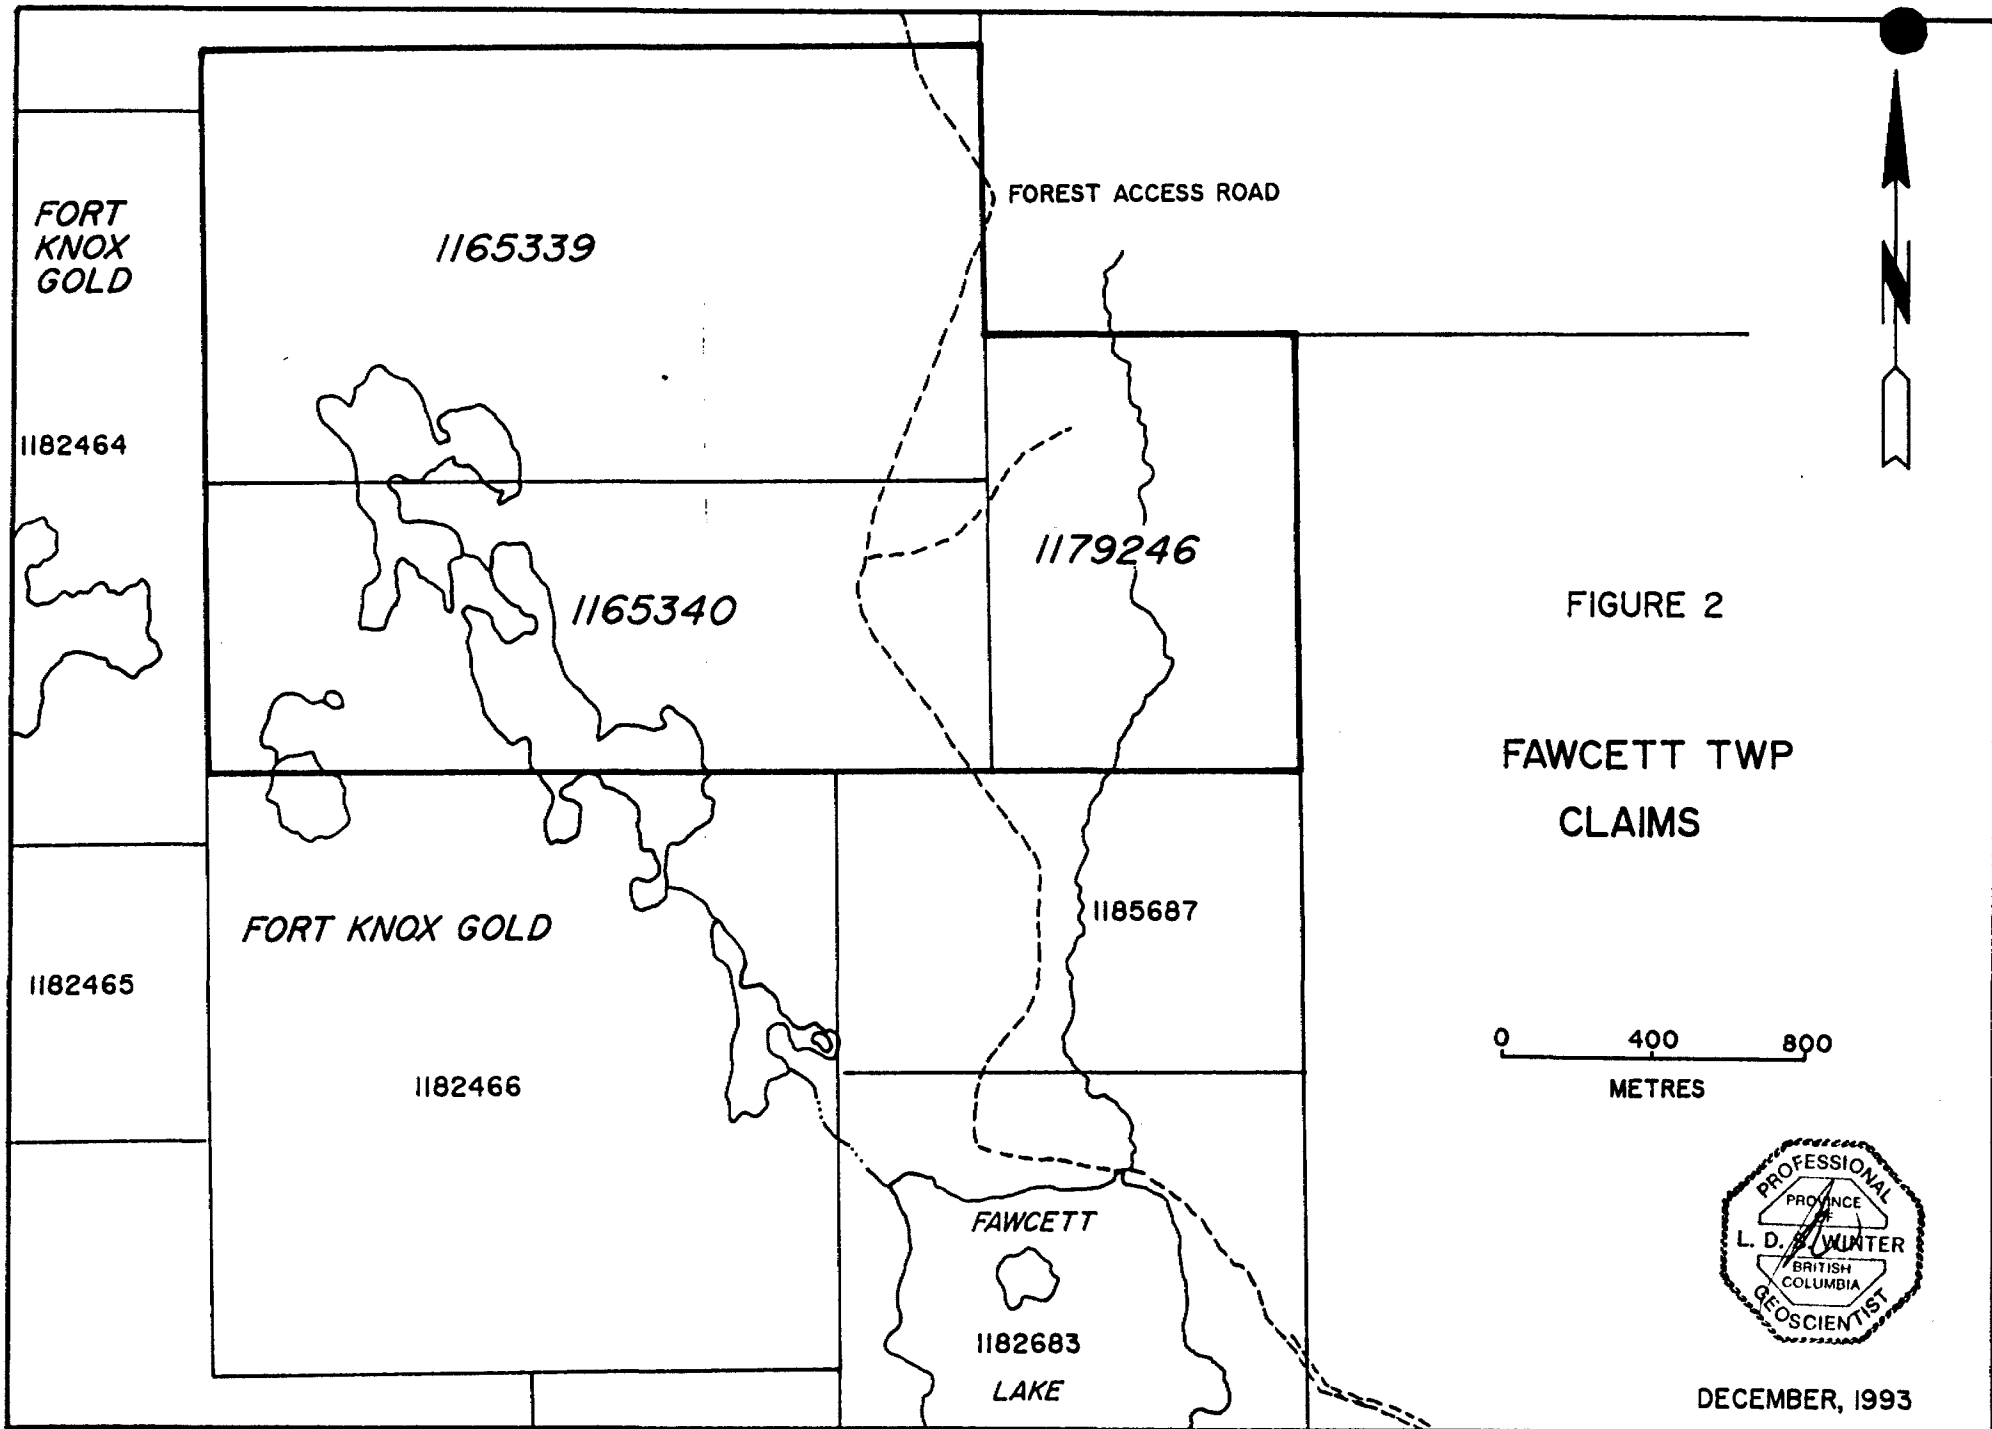 FOREST ACCESS ROAD
FORT
KNOX
GOLD
1165339
N
1182464
1179246
1165340
FIGURE 2
FAWCETT TWP
CLAIMS
1185687
FORT KNOX GOLD
1182465
0 400 800
METRES
1182466
FAWCETT
1182683
LAKE
PROFESSIONAL
PROVINCE
L. D. S. WINTER
BRITISH
COLUMBIA
GEOSCIENTIST
DECEMBER, 1993